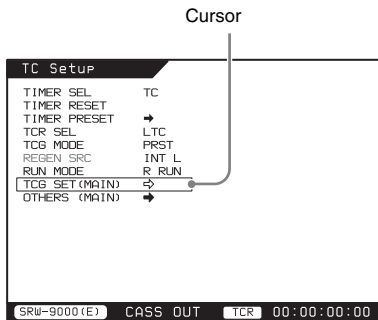 Cursor
TC Setup
TIMER SEL TC
TIMER RESET
TIMER PRESET ➡
TCR SEL LTC
TCG MODE PRST
REGEN SRC INT L
RUN MODE R RUN
TCG SET(MAIN) ⇨
OTHERS (MAIN) ➡
SRW-9000(E) CASS OUT TCR 00:00:00:00